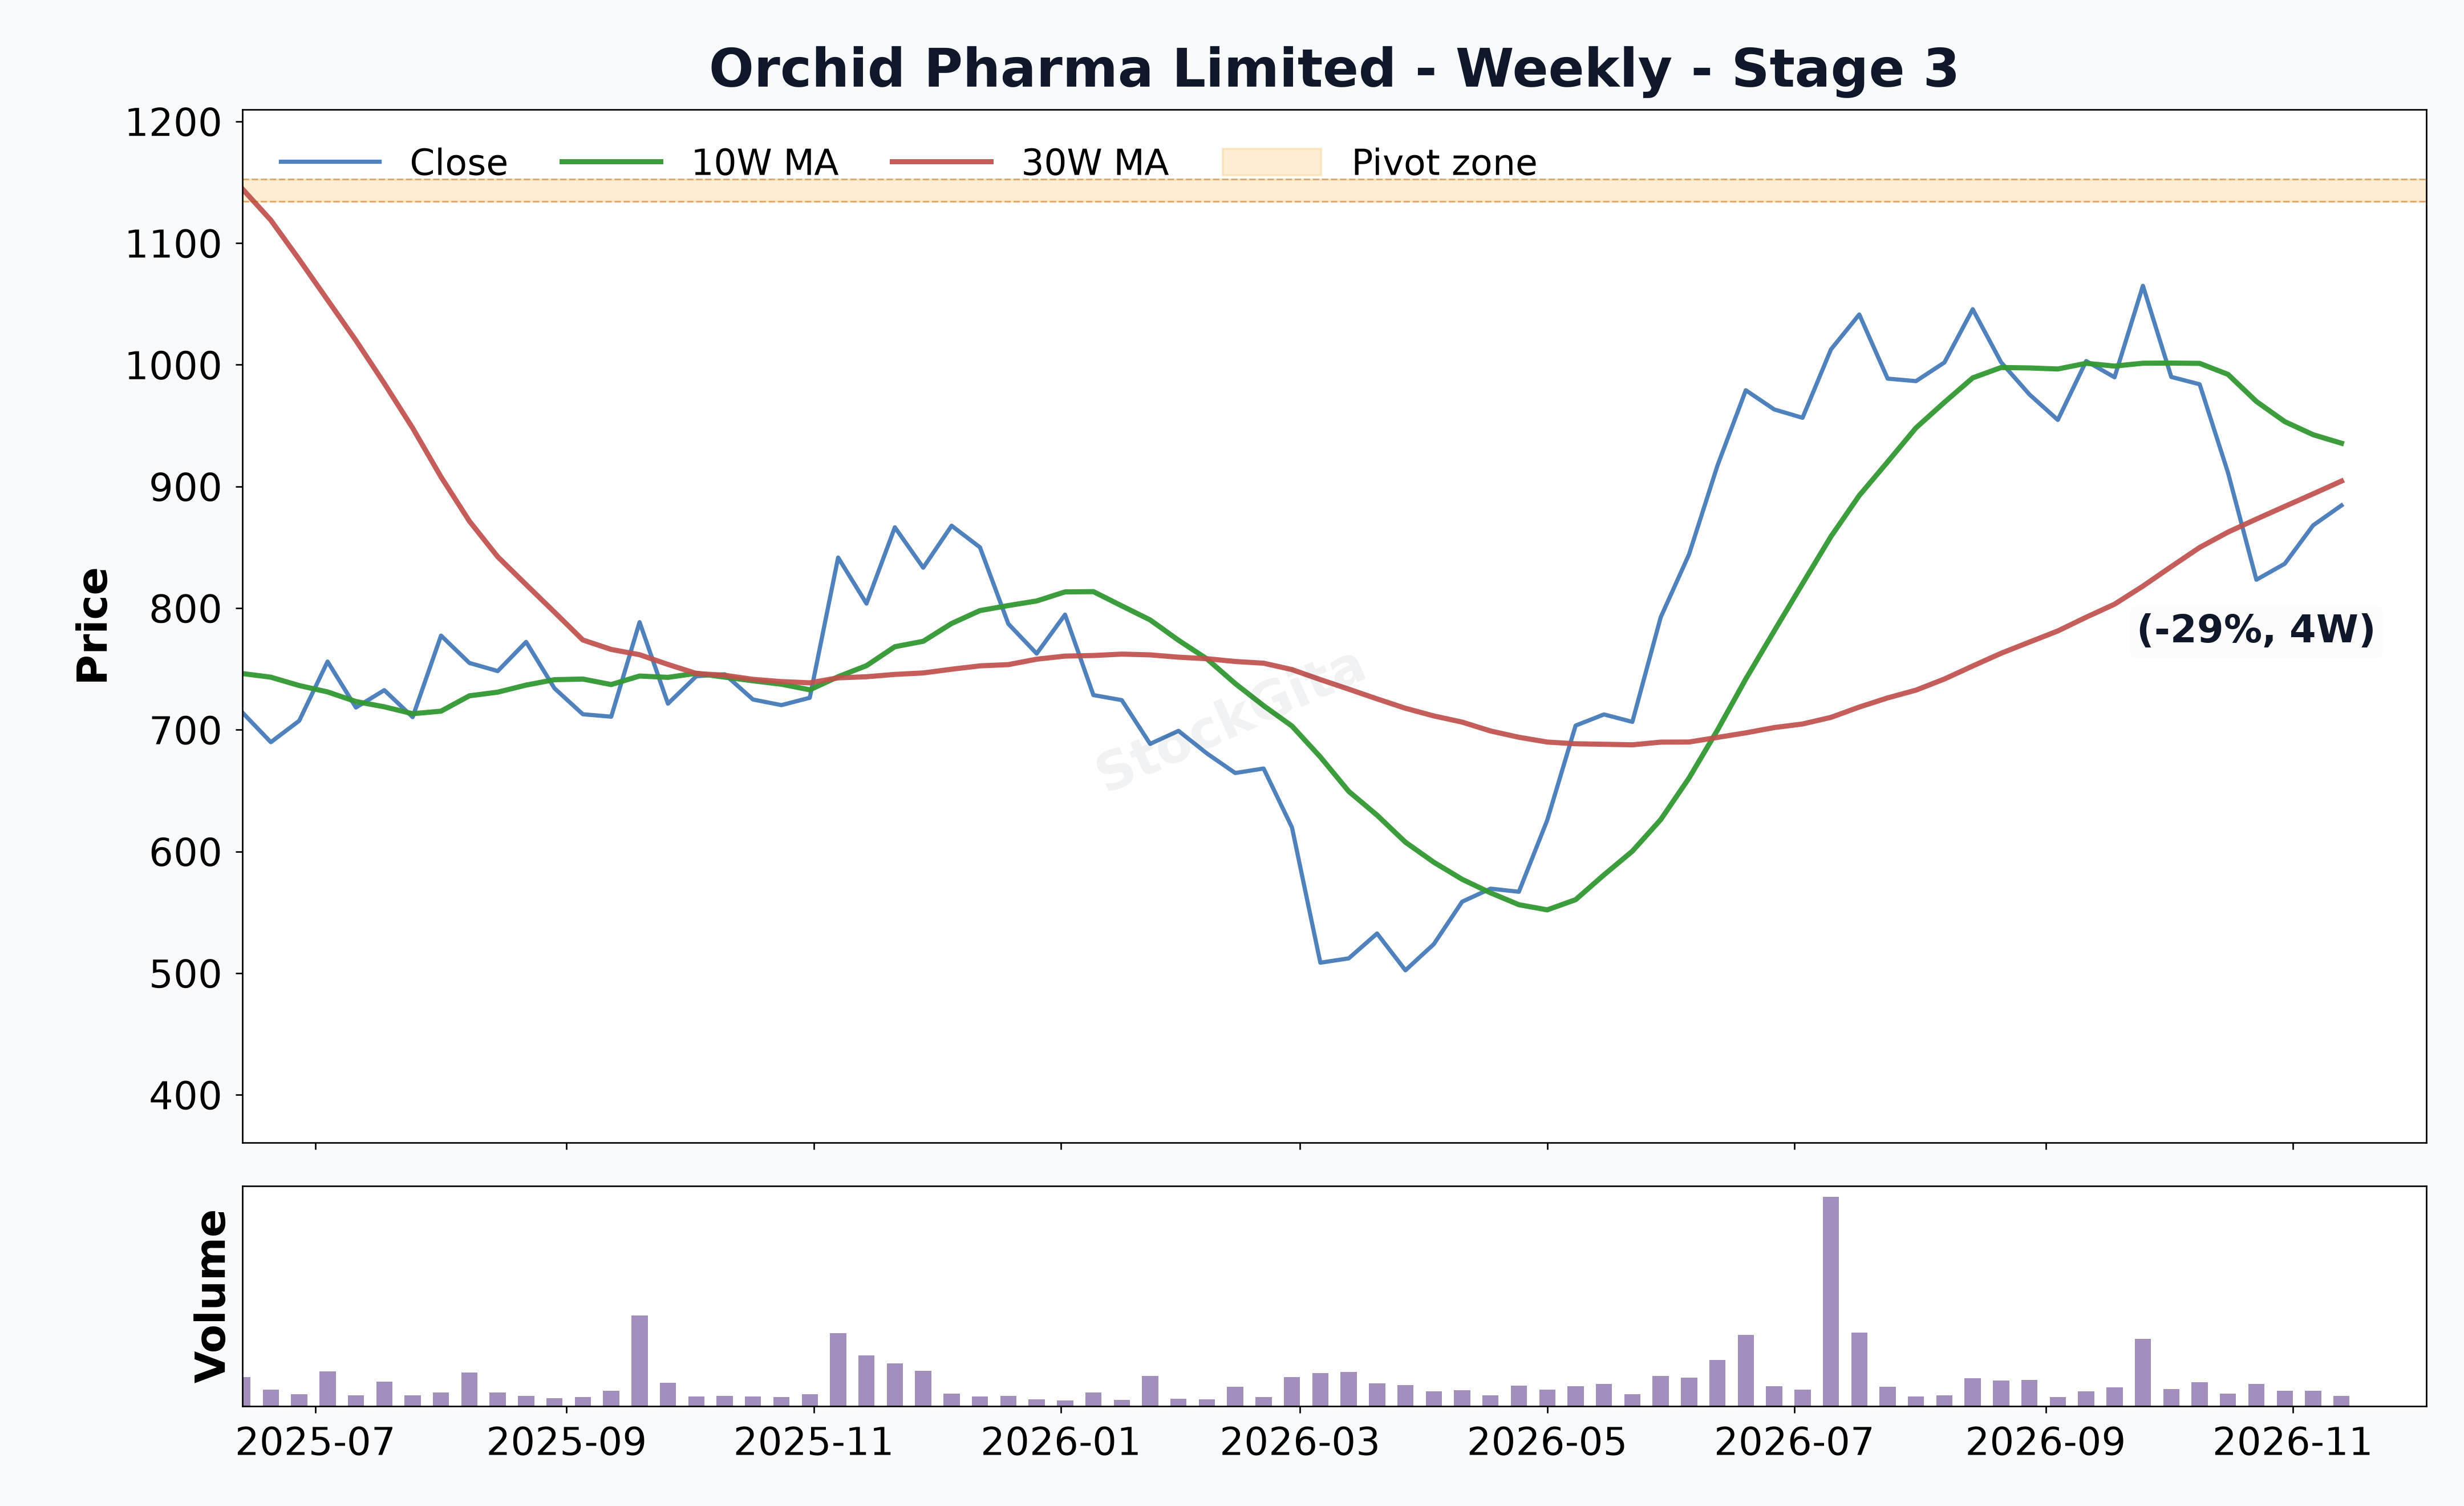 Orchid Pharma Limited - Weekly - Stage 3
Close 10W MA 30W MA Pivot zone
1200
1100
1000
900
800
700
600
500
400
Price
(-29%, 4W)
StockGita
Volume
2025-07 2025-09 2025-11 2026-01 2026-03 2026-05 2026-07 2026-09 2026-11